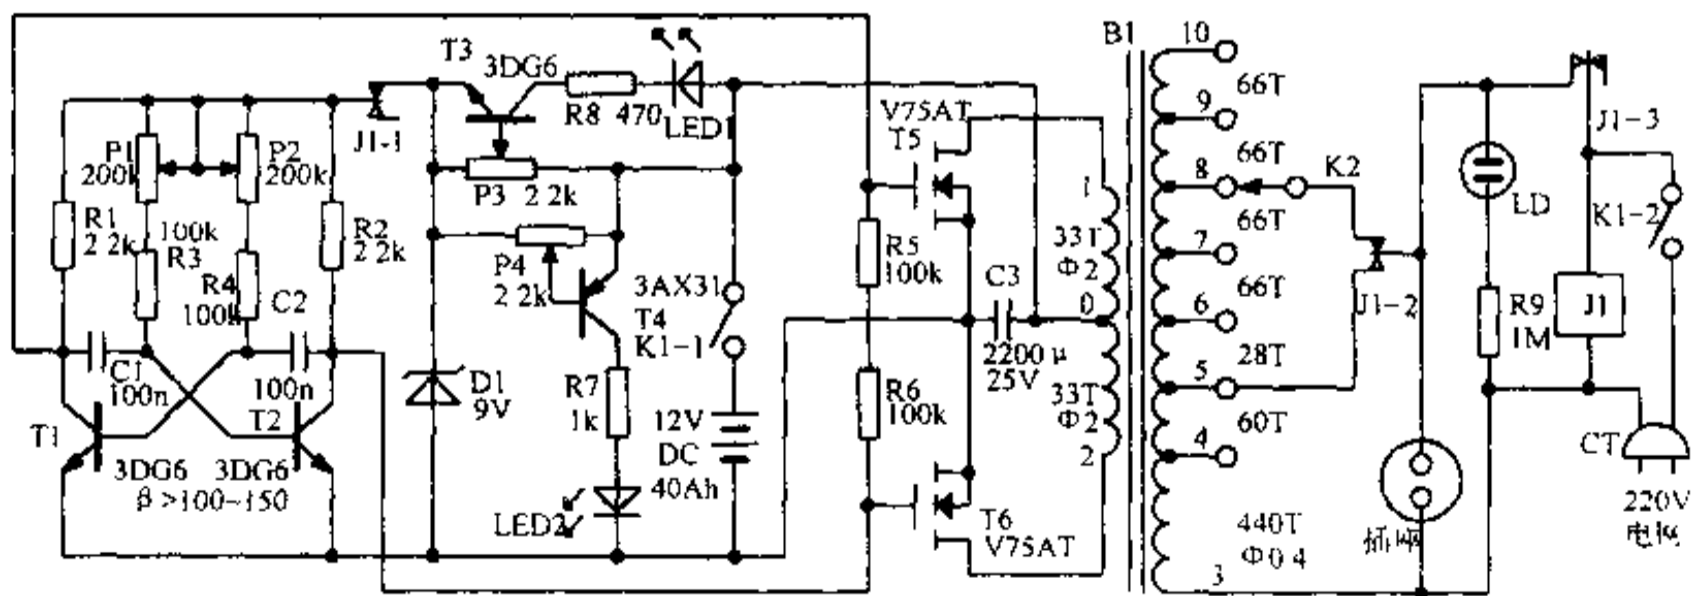 T3
3DG6
R8 470
LED1
J1-1
P1
200k
P2
200k
P3 2 2k
R1
2 2k
100k
R3
R4
100k
R2
2 2k
C2
C1
100n
100n
T1
T2
3DG6
3DG6
β>100~150
P4
2 2k
3AX31
T4
K1-1
D1
9V
R7
1k
12V
DC
40Ah
LED2
V75AT
T5
R5
100k
R6
100k
C3
2200μ
25V
T6
V75AT
B1
1
33T
Φ2
0
33T
Φ2
2
10
66T
9
66T
8
66T
7
66T
6
28T
5
60T
4
440T
Φ0 4
3
K2
J1-2
J1-3
LD
K1-2
R9
1M
J1
CT
220V
电网
插座